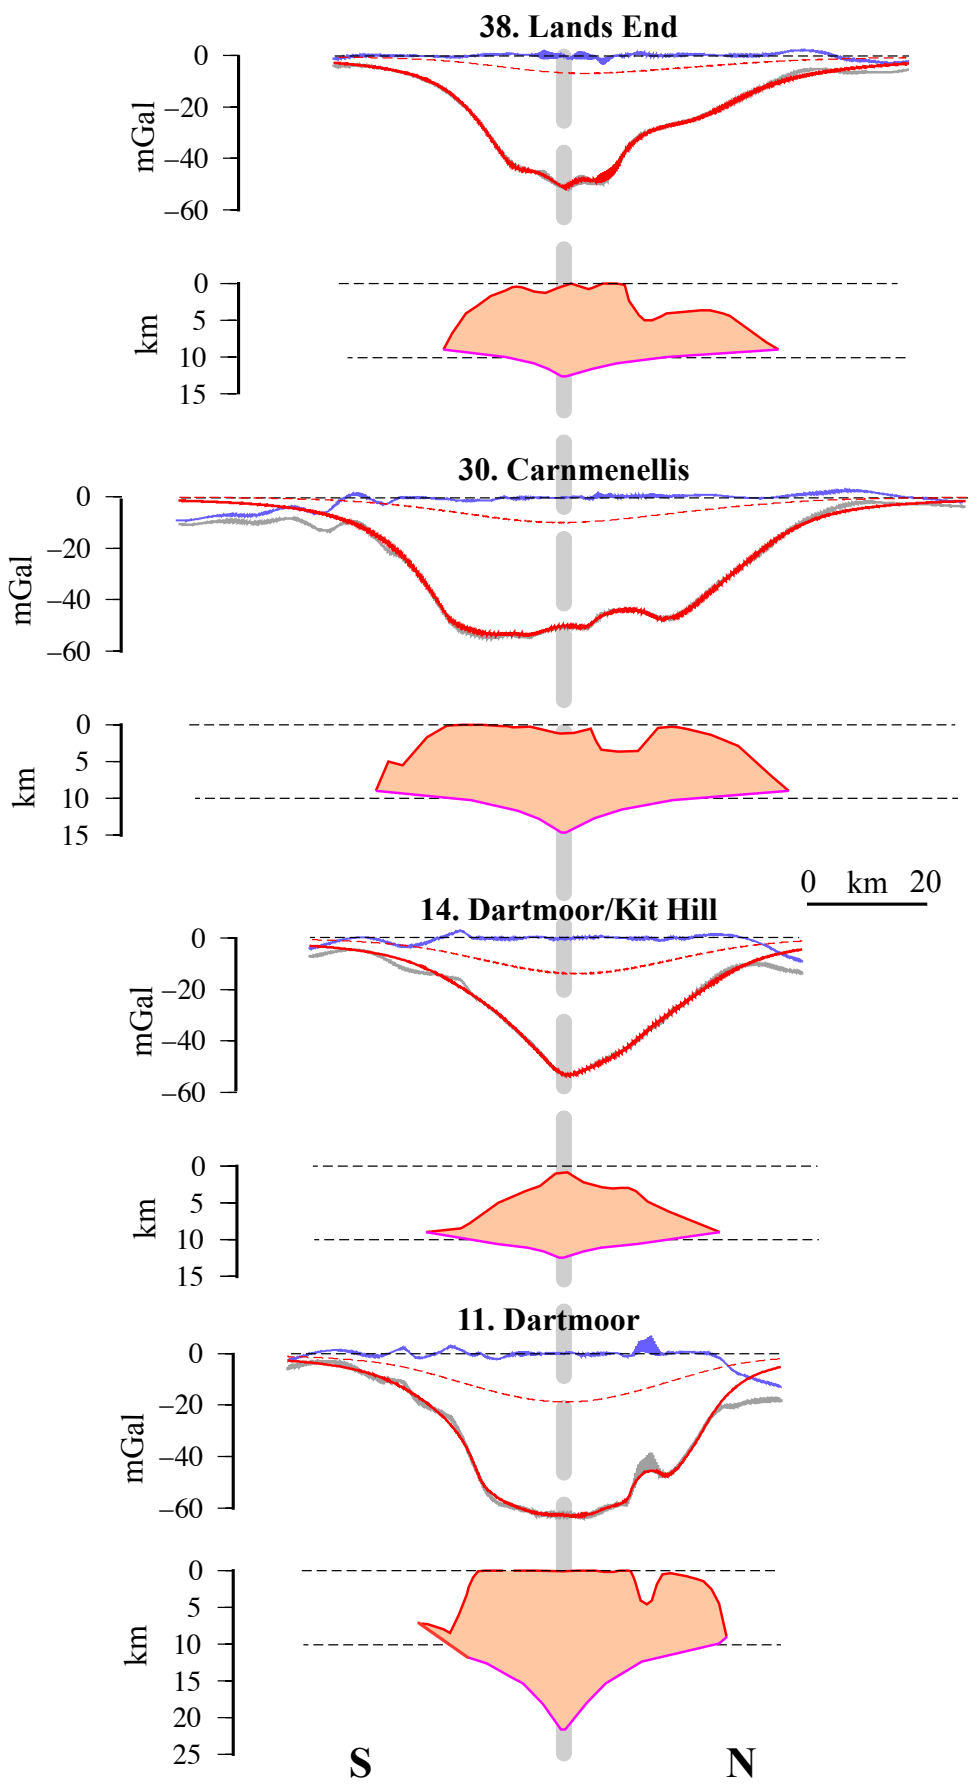 38. Lands End
0
−20
−40
−60
mGal
0
5
10
15
km
30. Carnmenellis
0
−20
−40
−60
mGal
0
5
10
15
km
0 km 20
14. Dartmoor/Kit Hill
0
−20
−40
−60
mGal
0
5
10
15
km
11. Dartmoor
0
−20
−40
−60
mGal
0
5
10
15
20
25
km
S N